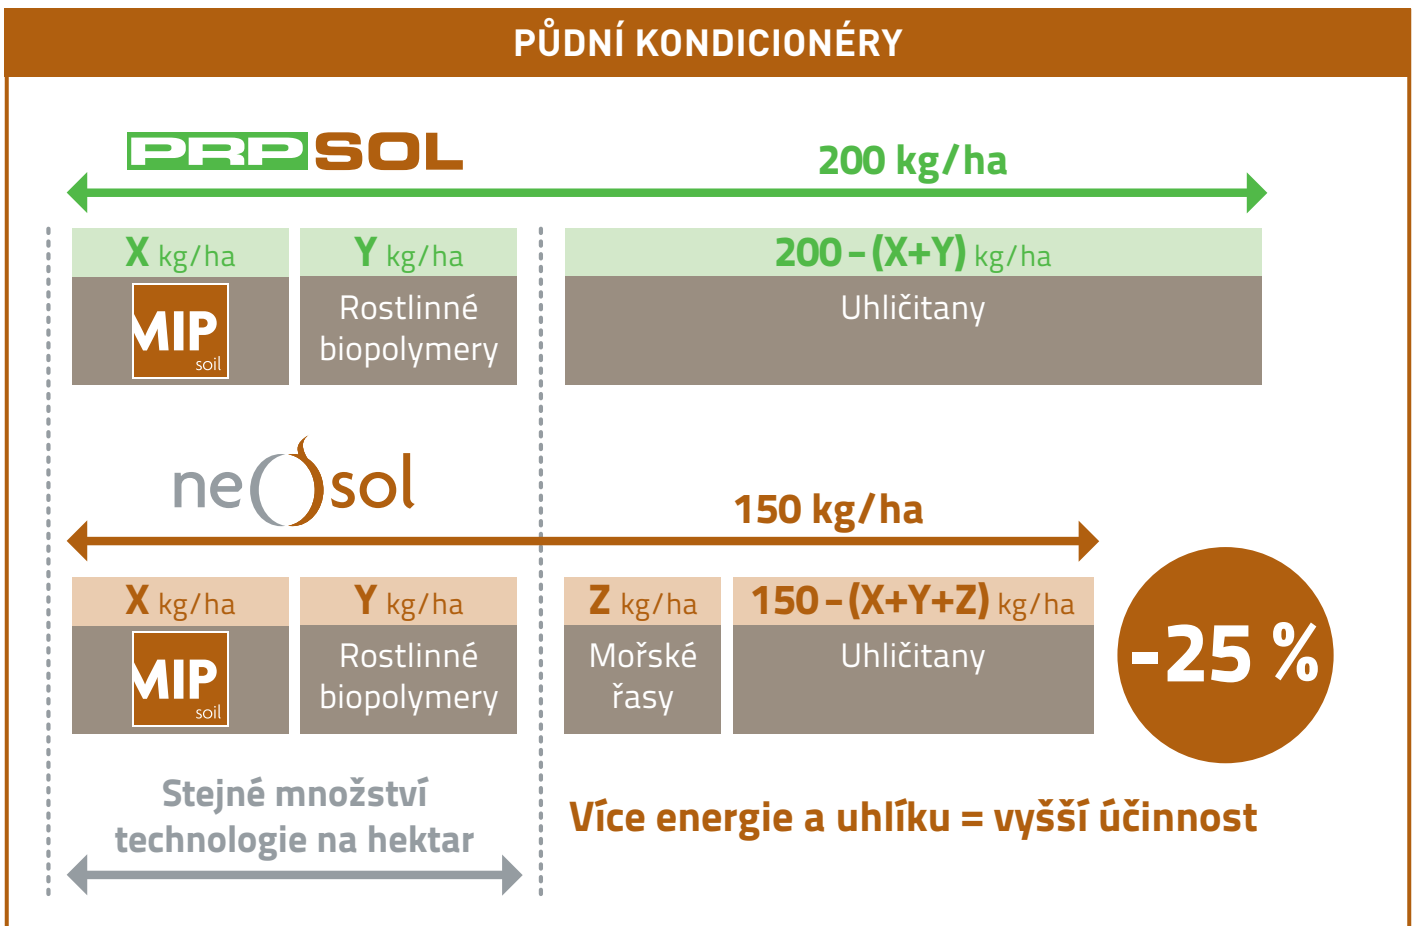 PŮDNÍ KONDICIONÉRY
PRP SOL
200 kg/ha
X kg/ha
Y kg/ha
200 – (X+Y) kg/ha
MIP
soil
Rostlinné
biopolymery
Uhličitany
neosol
150 kg/ha
X kg/ha
Y kg/ha
Z kg/ha
150 – (X+Y+Z) kg/ha
MIP
soil
Rostlinné
biopolymery
Mořské
řasy
Uhličitany
-25 %
Stejné množství
technologie na hektar
Více energie a uhlíku = vyšší účinnost